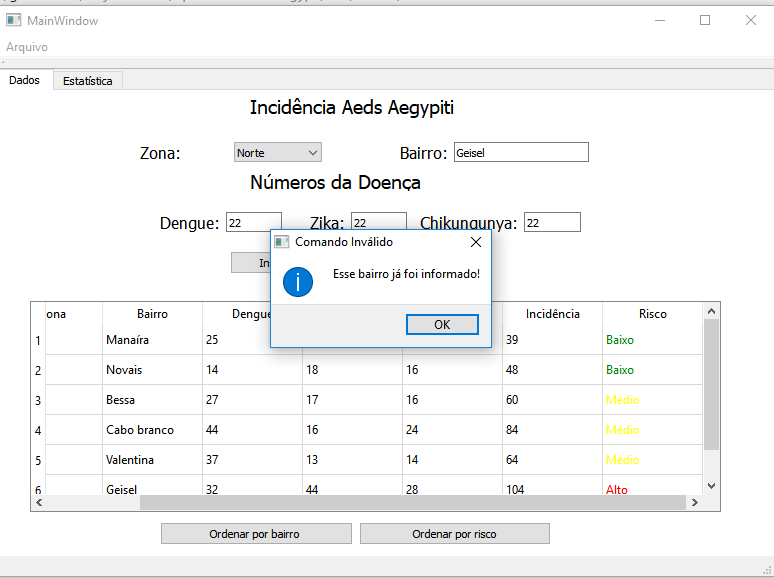 MainWindow
Arquivo
Dados Estatística
Incidência Aeds Aegypiti
Zona: Norte Bairro: Geisel
Números da Doença
Dengue: 22 Zika: 22 Chikungunya: 22
Comando Inválido
Esse bairro já foi informado!
OK
In
ona Bairro Dengue Incidência Risco
1 Manaíra 25 39 Baixo
2 Novais 14 18 16 48 Baixo
3 Bessa 27 17 16 60 Médio
4 Cabo branco 44 16 24 84 Médio
5 Valentina 37 13 14 64 Médio
6 Geisel 32 44 28 104 Alto
Ordenar por bairro Ordenar por risco